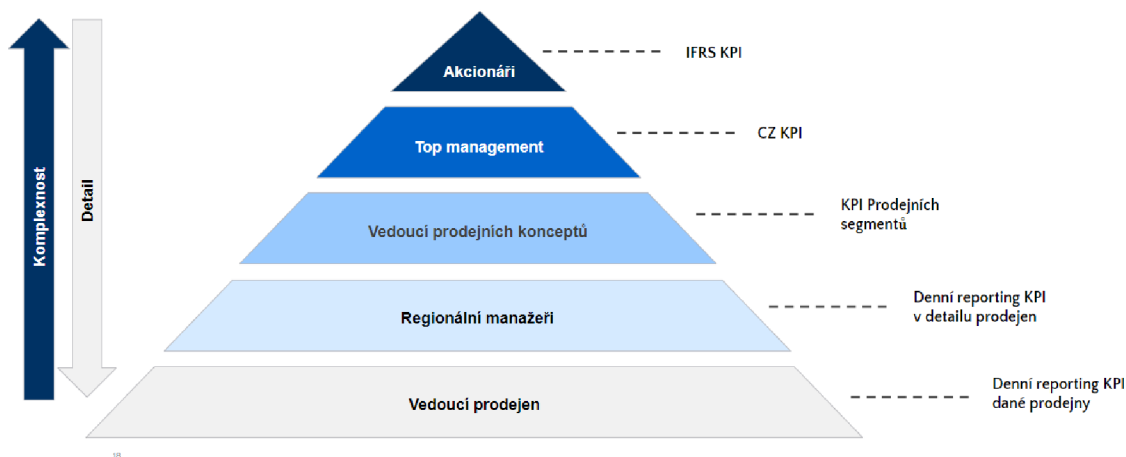 Komplexnost
Detail
Akcionáři
IFRS KPI
Top management
CZ KPI
Vedoucí prodejních konceptů
KPI Prodejních
segmentů
Regionální manažeři
Denní reporting KPI
v detailu prodejen
Vedoucí prodejen
Denní reporting KPI
dané prodejny